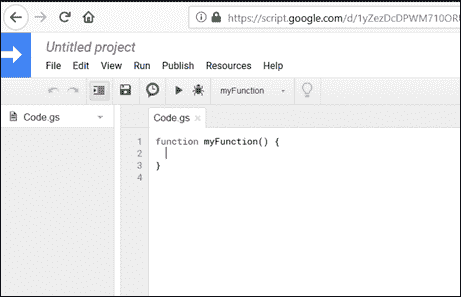 https://script.google.com/d/1yZezDcDPWM710OR
Untitled project
File Edit View Run Publish Resources Help
myFunction
Code.gs
Code.gs
1 function myFunction() {
2
3 }
4